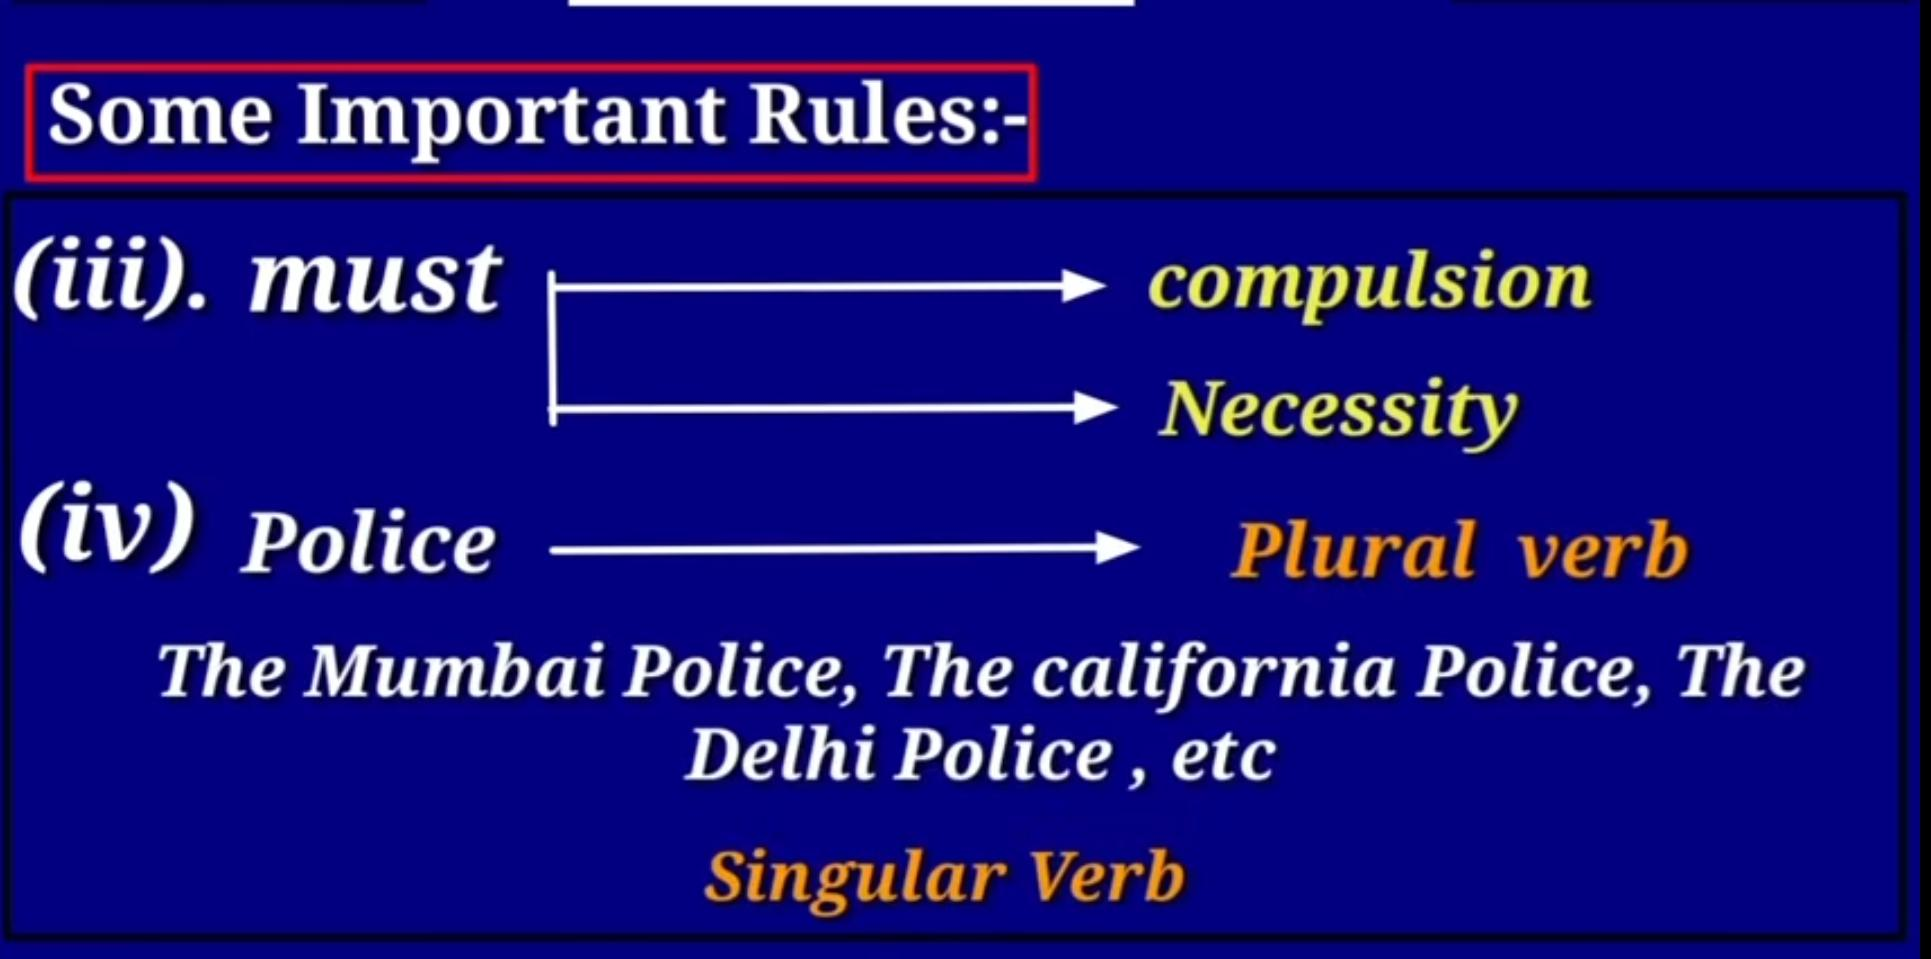 Some Important Rules:-
(iii). must compulsion
Necessity
(iv) Police Plural verb
The Mumbai Police, The california Police, The
Delhi Police , etc
Singular Verb